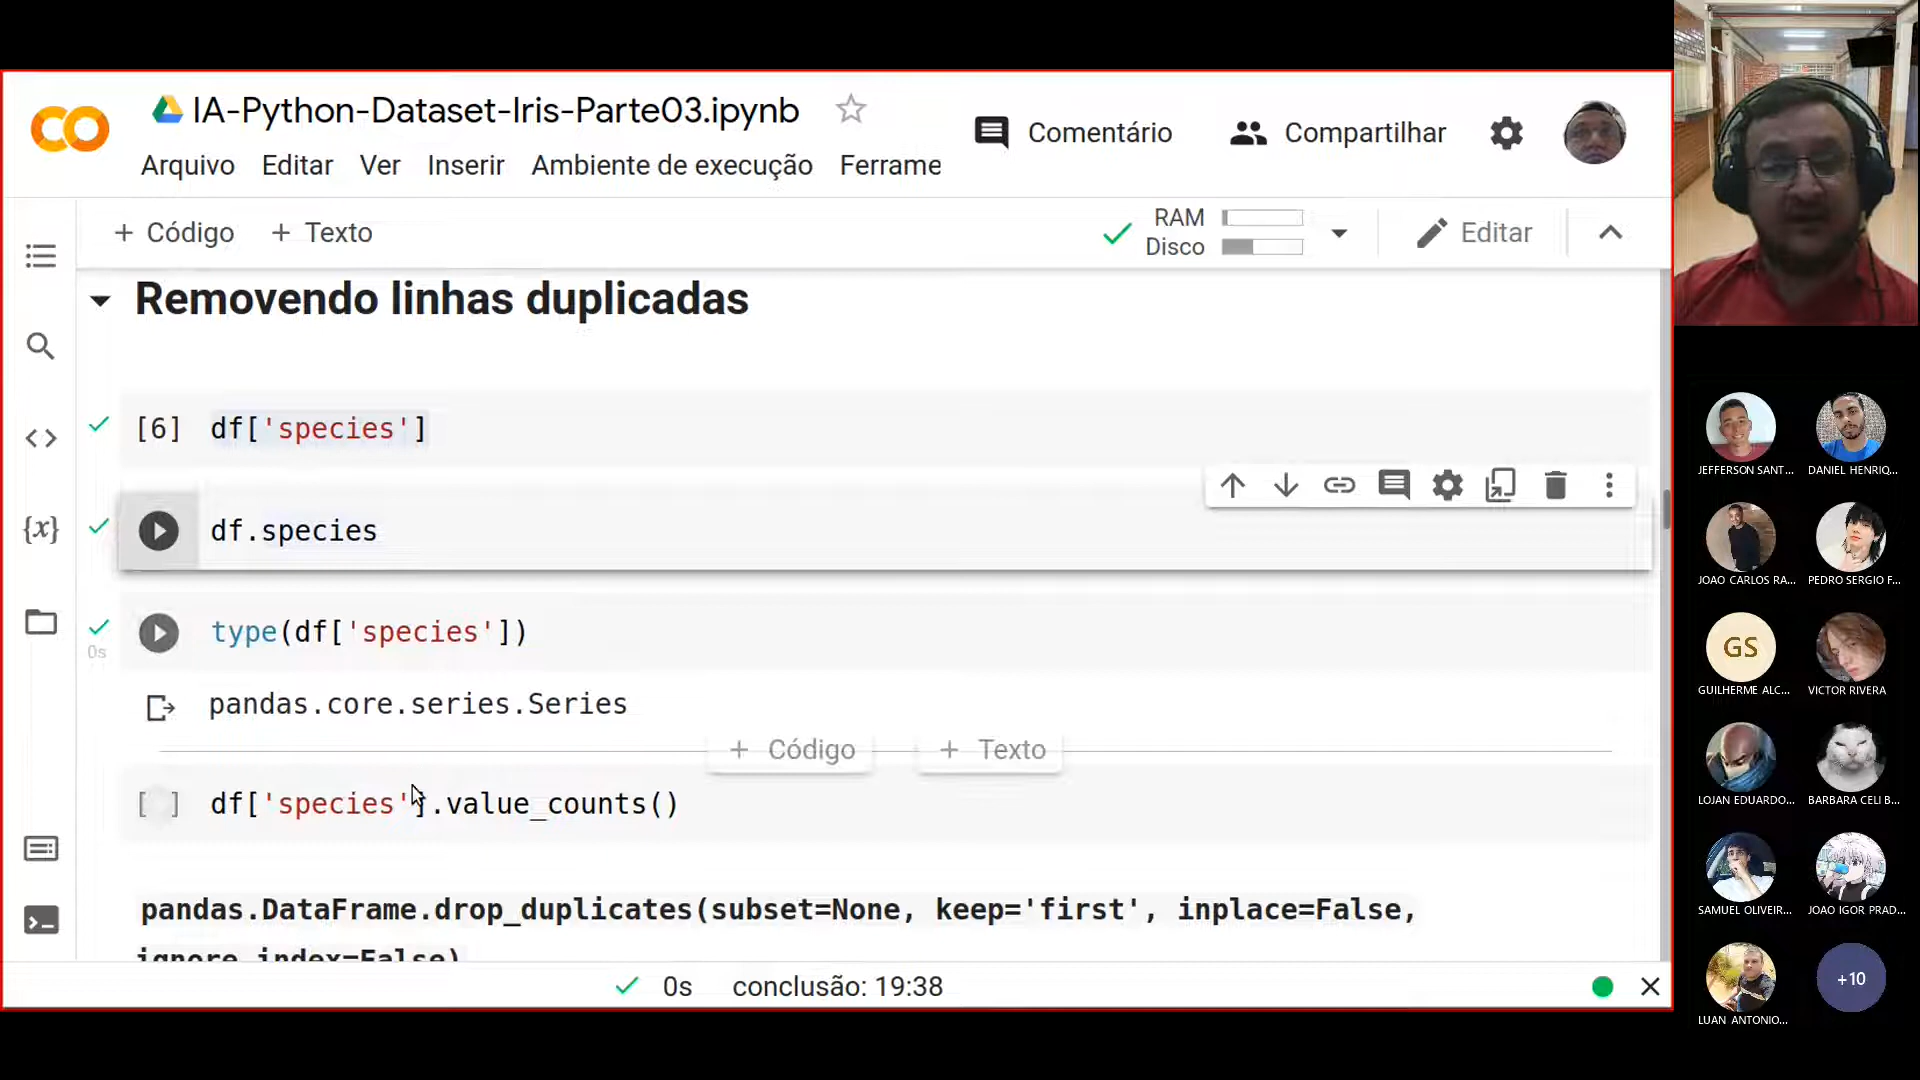 IA-Python-Dataset-Iris-Parte03.ipynb
Comentário
Compartilhar
Arquivo Editar Ver Inserir Ambiente de execução Ferrame
+ Código + Texto
RAM
Disco
Editar
Removendo linhas duplicadas
[6] df['species']
df.species
type(df['species'])
0s
pandas.core.series.Series
+ Código + Texto
[ ] df['species'].value_counts()
pandas.DataFrame.drop_duplicates(subset=None, keep='first', inplace=False,
ignore_index=False)
0s conclusão: 19:38
JEFFERSON SANT... DANIEL HENRIQ...
JOAO CARLOS RA... PEDRO SERGIO F...
GS
GUILHERME ALC... VICTOR RIVERA
LOJAN EDUARDO... BARBARA CELI B...
SAMUEL OLIVEIR... JOAO IGOR PRAD...
+10
LUAN ANTONIO...